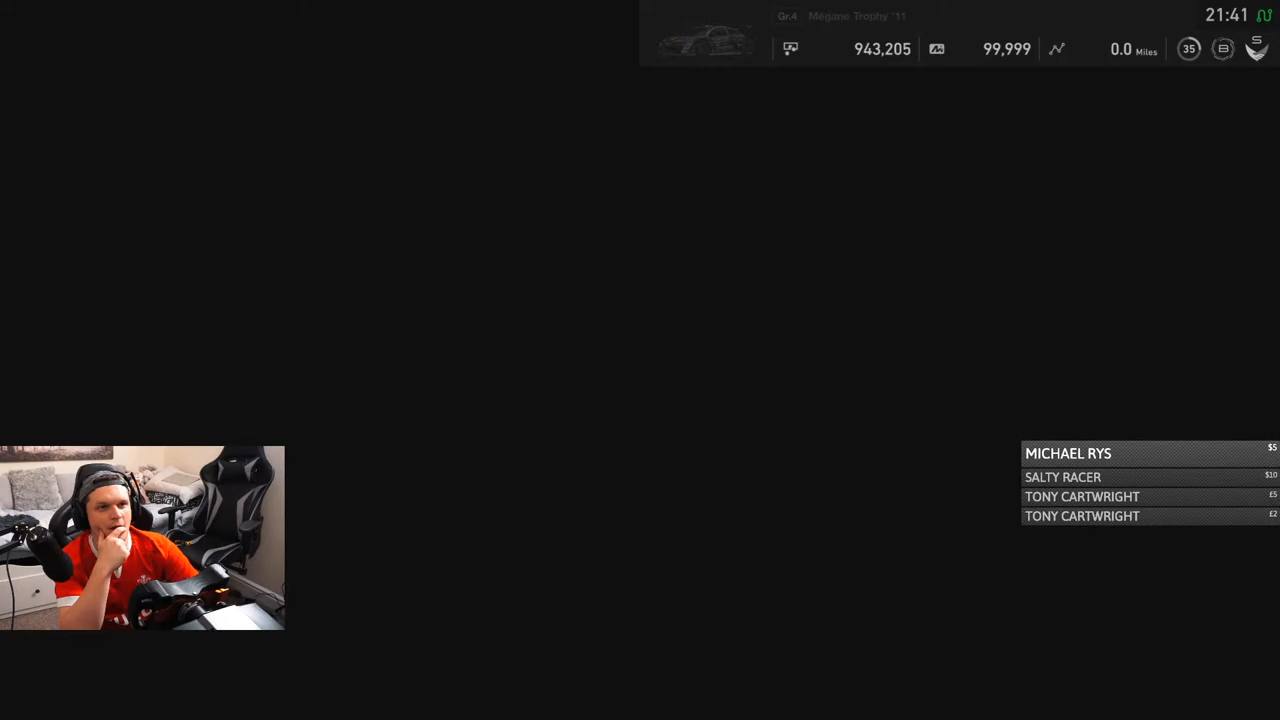 Gr.4 Mégane Trophy '11
21:41
943,205 99,999 0.0 Miles 35 B S
MICHAEL RYS $5
SALTY RACER $10
TONY CARTWRIGHT £5
TONY CARTWRIGHT £2